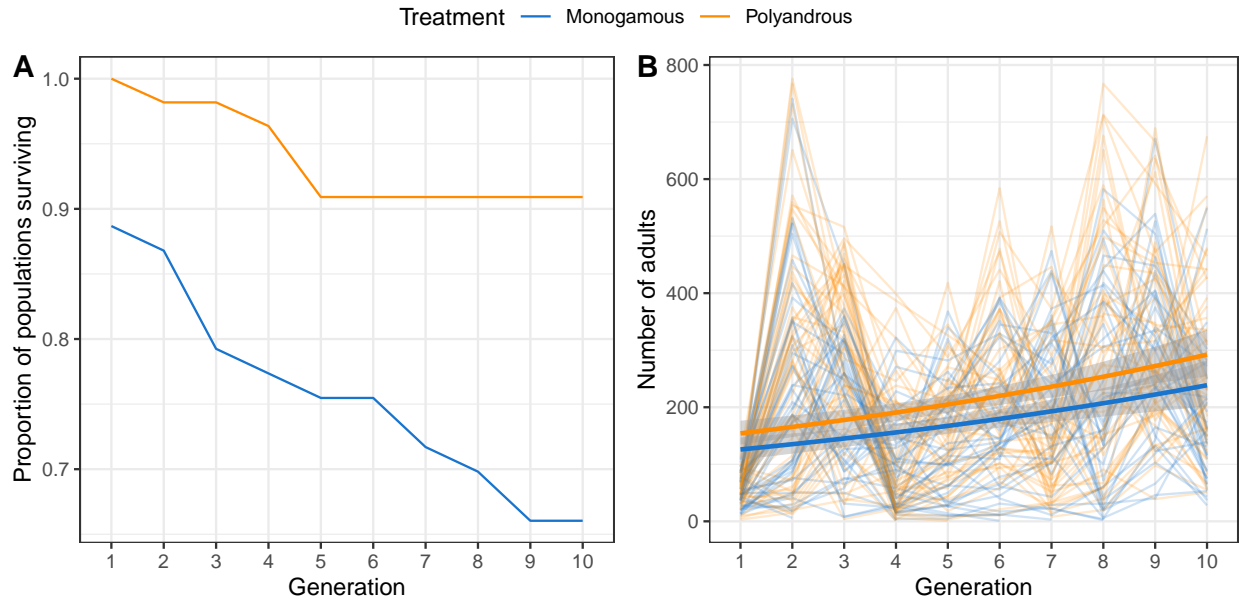 Treatment Monogamous Polyandrous
A
Proportion of populations surviving
1.0
0.9
0.8
0.7
1 2 3 4 5 6 7 8 9 10
Generation
B
Number of adults
800
600
400
200
0
1 2 3 4 5 6 7 8 9 10
Generation